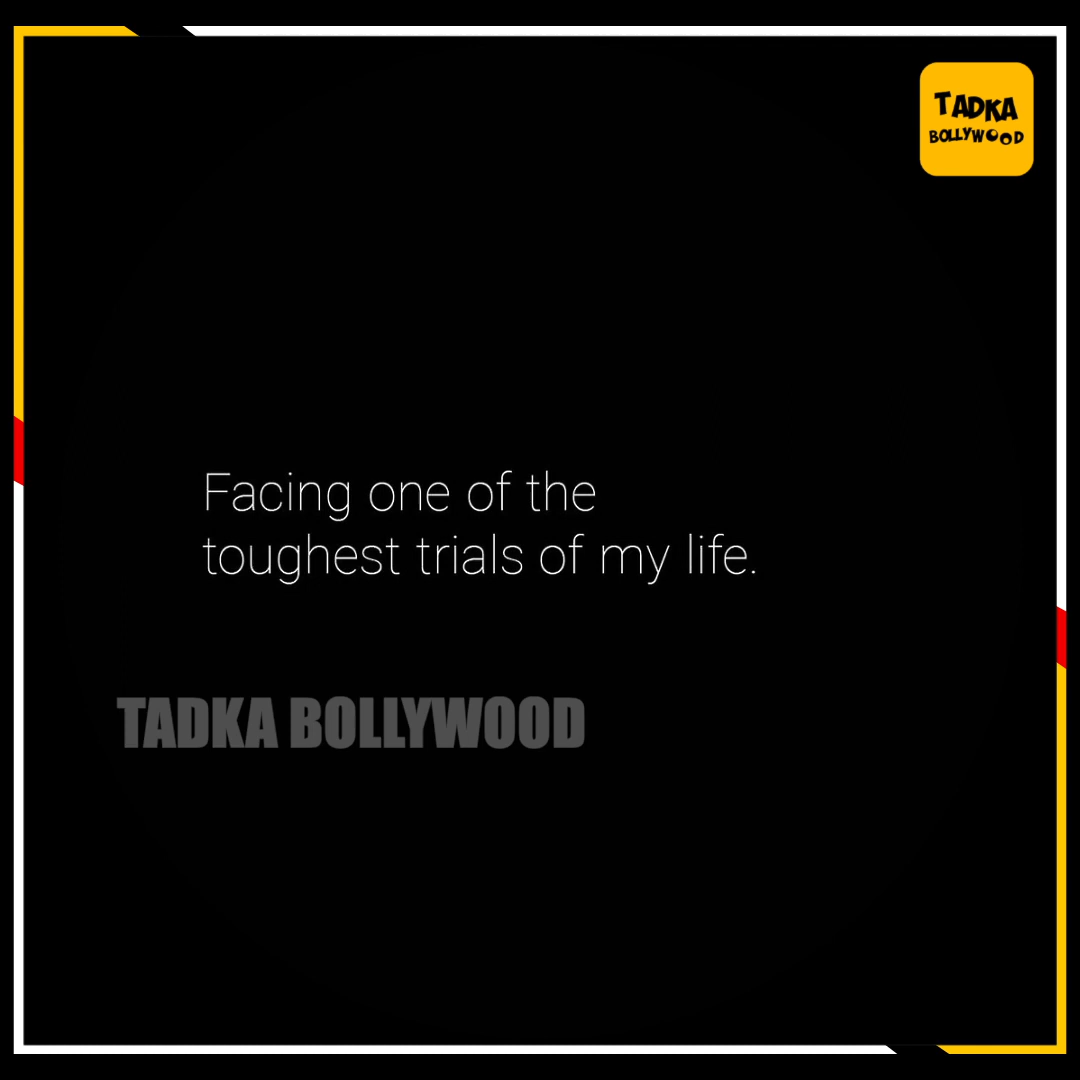 TADKA
BOLLYWOOD
Facing one of the
toughest trials of my life.
TADKA BOLLYWOOD